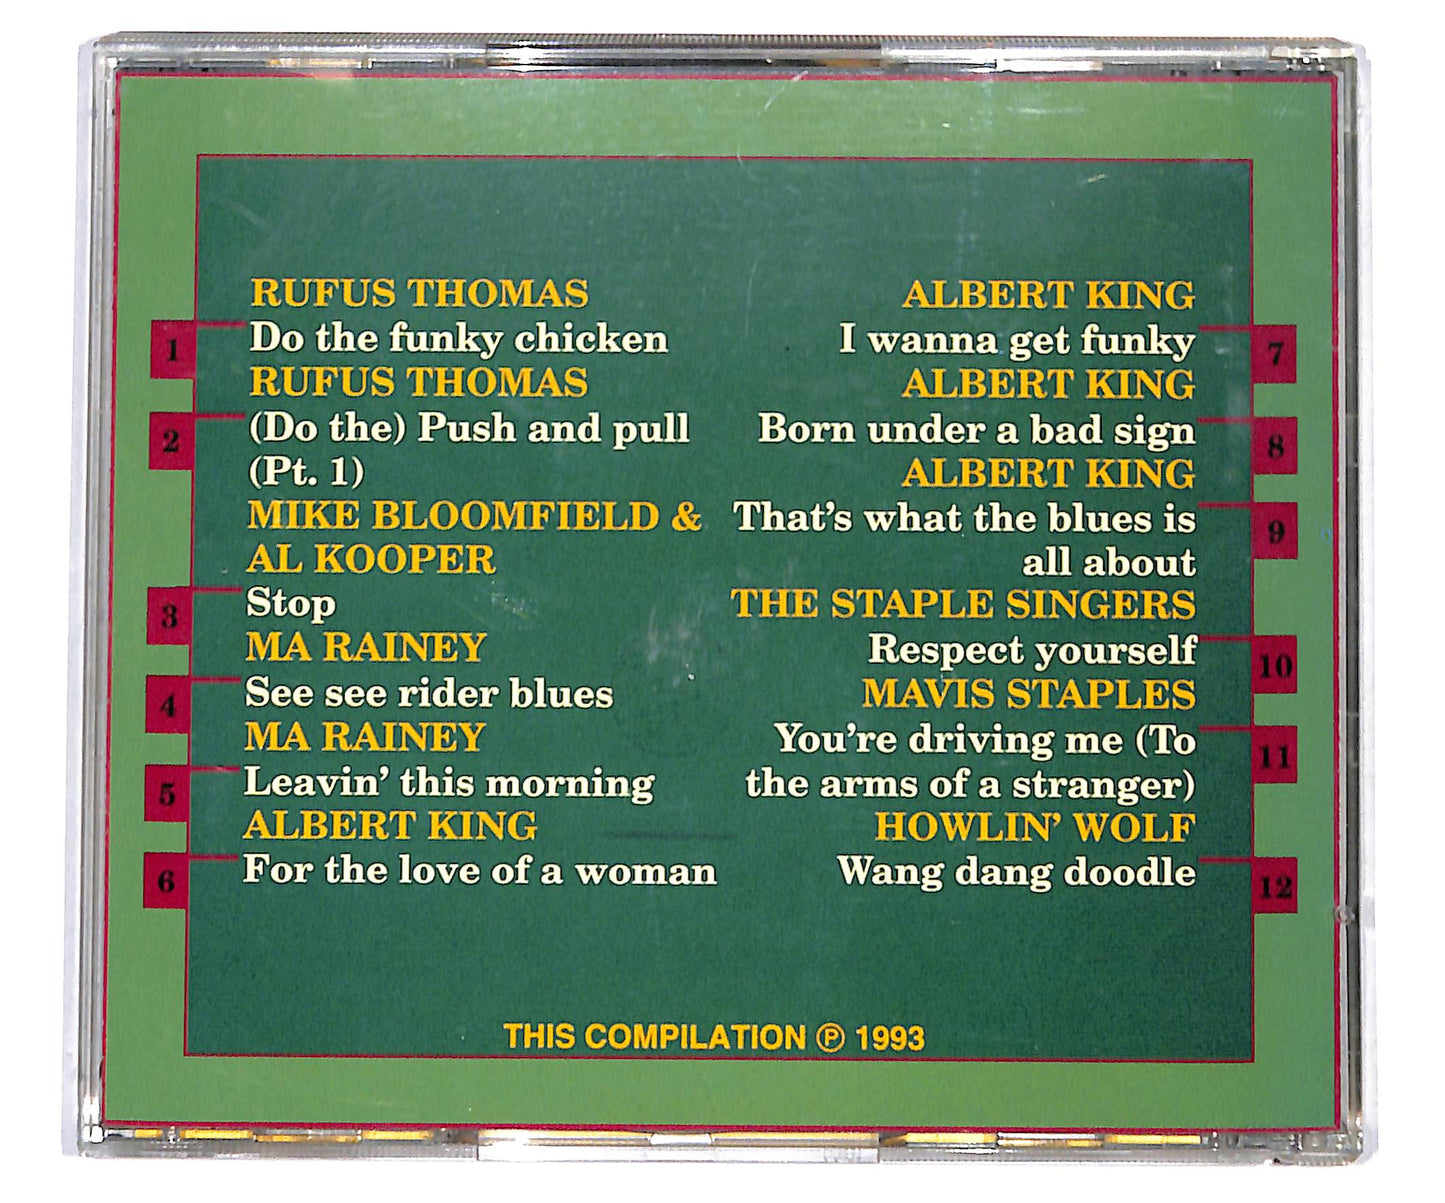 RUFUS THOMAS
1 Do the funky chicken
RUFUS THOMAS
2 (Do the) Push and pull
(Pt. 1)
MIKE BLOOMFIELD &
AL KOOPER
3 Stop
MA RAINEY
4 See see rider blues
MA RAINEY
5 Leavin' this morning
ALBERT KING
6 For the love of a woman
ALBERT KING
I wanna get funky 7
ALBERT KING
Born under a bad sign 8
ALBERT KING
That's what the blues is 9
all about
THE STAPLE SINGERS
Respect yourself 10
MAVIS STAPLES
You're driving me (To 11
the arms of a stranger)
HOWLIN' WOLF
Wang dang doodle 12
THIS COMPILATION ℗ 1993